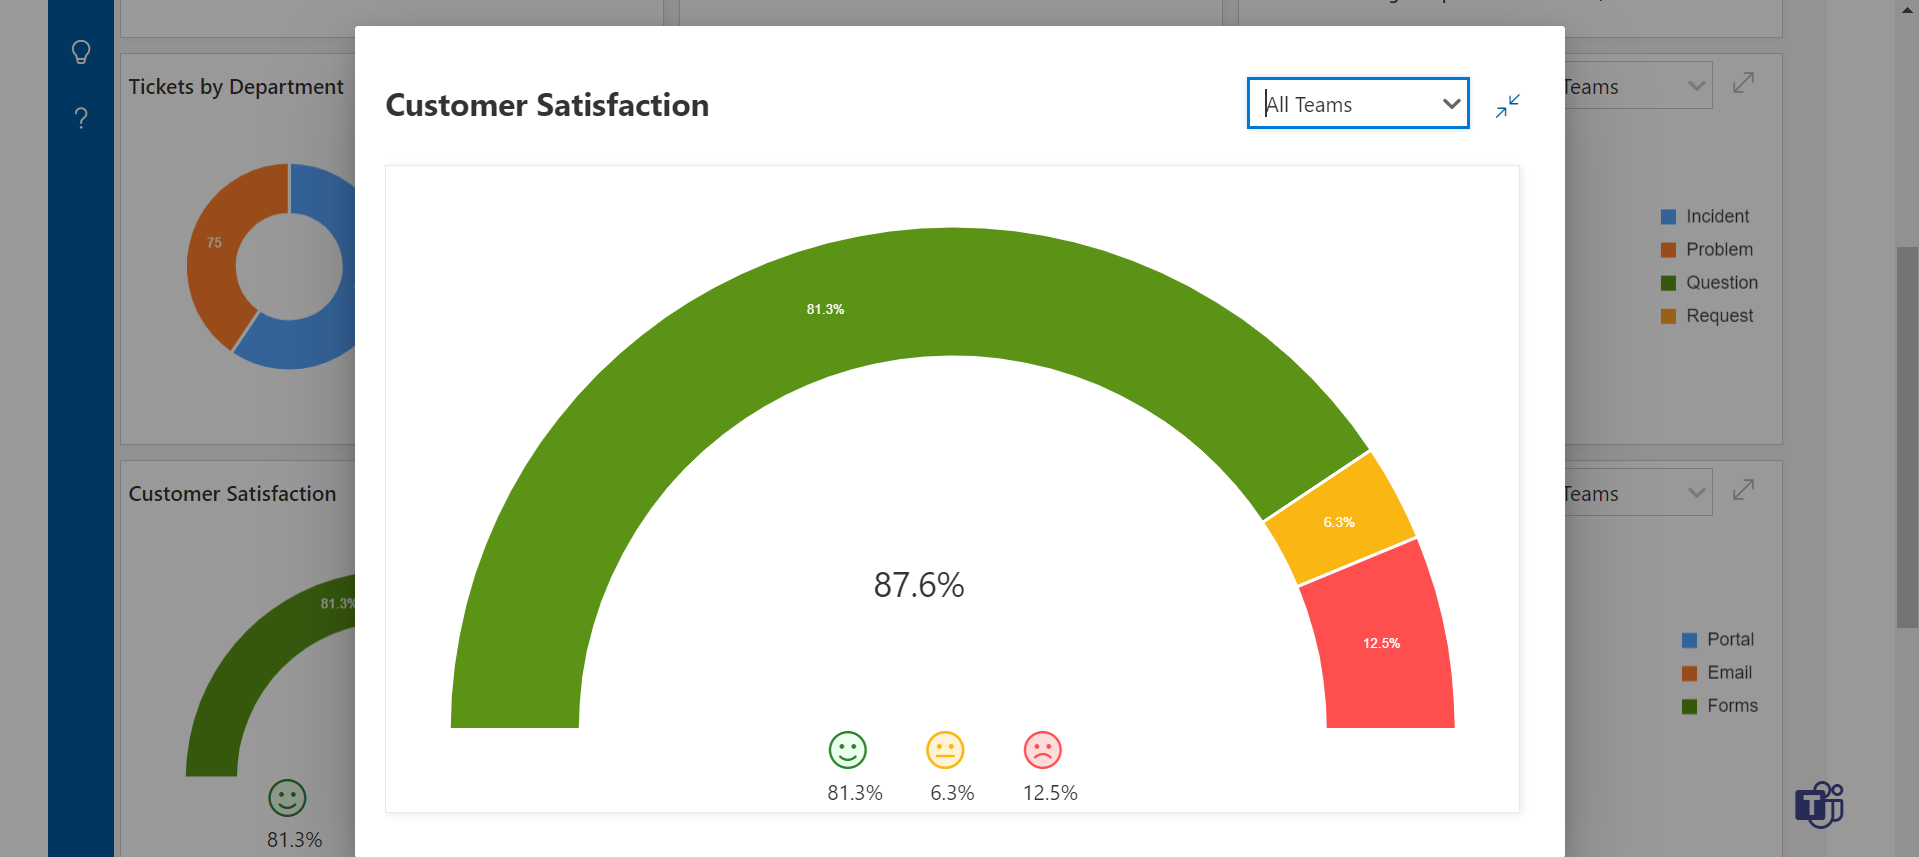 Tickets by Department
75
Customer Satisfaction
81.3%
81.3%
Customer Satisfaction
All Teams
81.3%
6.3%
12.5%
87.6%
81.3% 6.3% 12.5%
Teams
Incident
Problem
Question
Request
Teams
Portal
Email
Forms
T